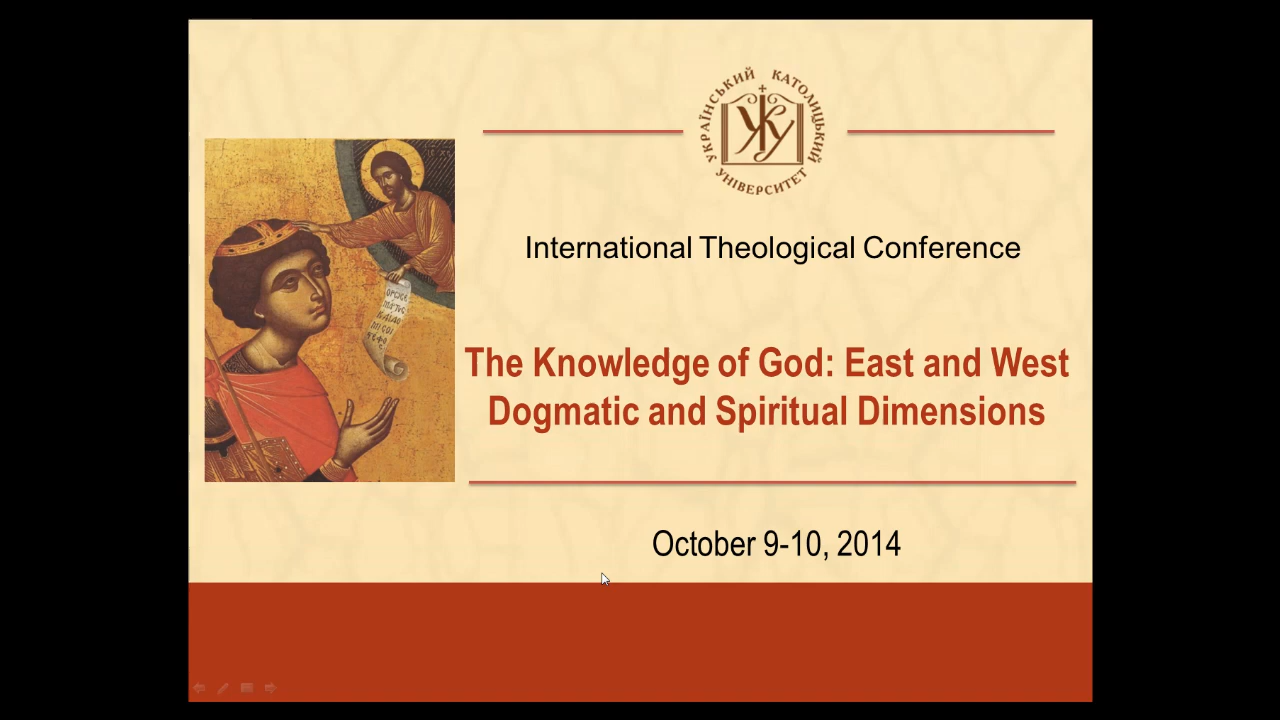 УКРАЇНСЬКИЙ КАТОЛИЦЬКИЙ
УНІВЕРСИТЕТ
International Theological Conference
The Knowledge of God: East and West
Dogmatic and Spiritual Dimensions
October 9-10, 2014